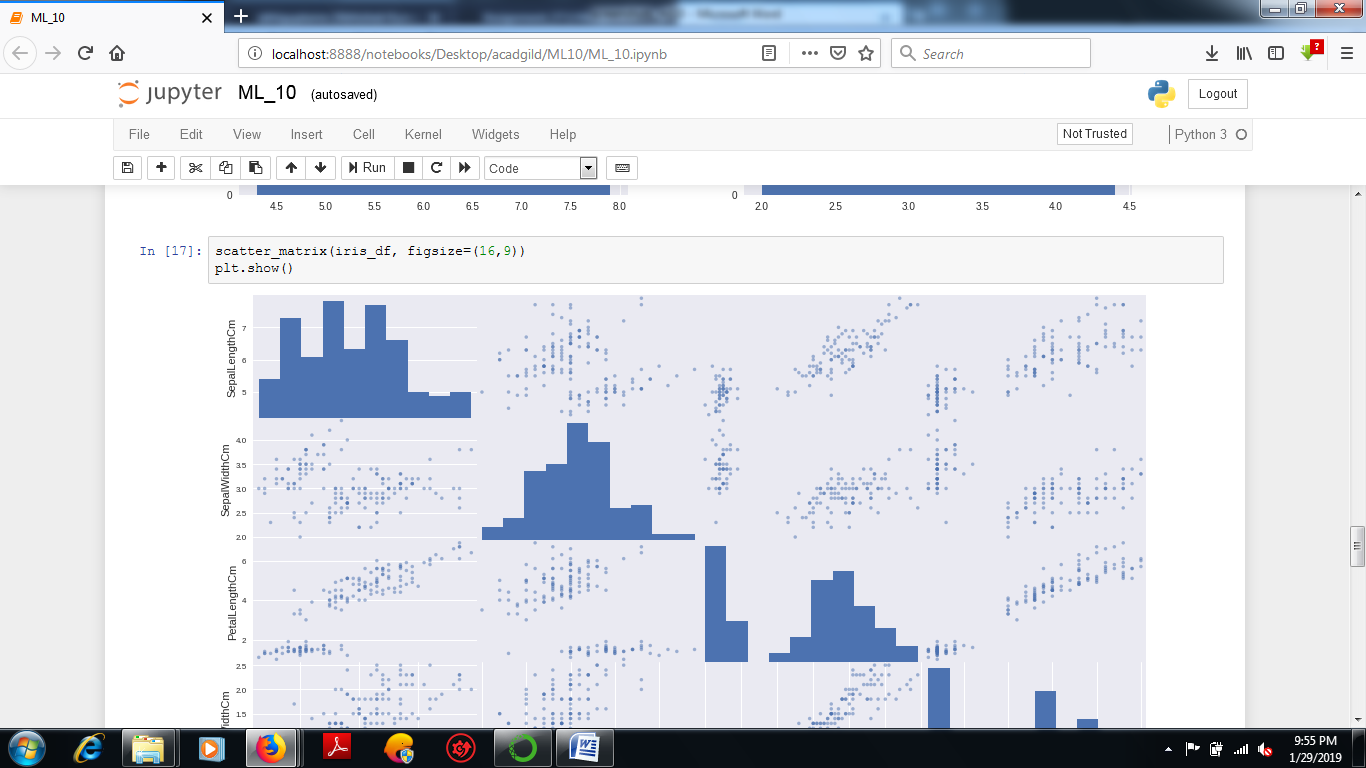 ML_10
Microsoft Word
localhost:8888/notebooks/Desktop/acadgild/ML10/ML_10.ipynb
Search
?
jupyter ML_10 (autosaved)
Logout
File Edit View Insert Cell Kernel Widgets Help
Not Trusted
Python 3
Run
Code
0
4.5 5.0 5.5 6.0 6.5 7.0 7.5 8.0
0
2.0 2.5 3.0 3.5 4.0 4.5
In [17]:
scatter_matrix(iris_df, figsize=(16,9))
plt.show()
SepalLengthCm
7
6
5
SepalWidthCm
4.0
3.5
3.0
2.5
2.0
PetalLengthCm
6
4
2
idthCm
2.5
2.0
1.5
9:55 PM
1/29/2019